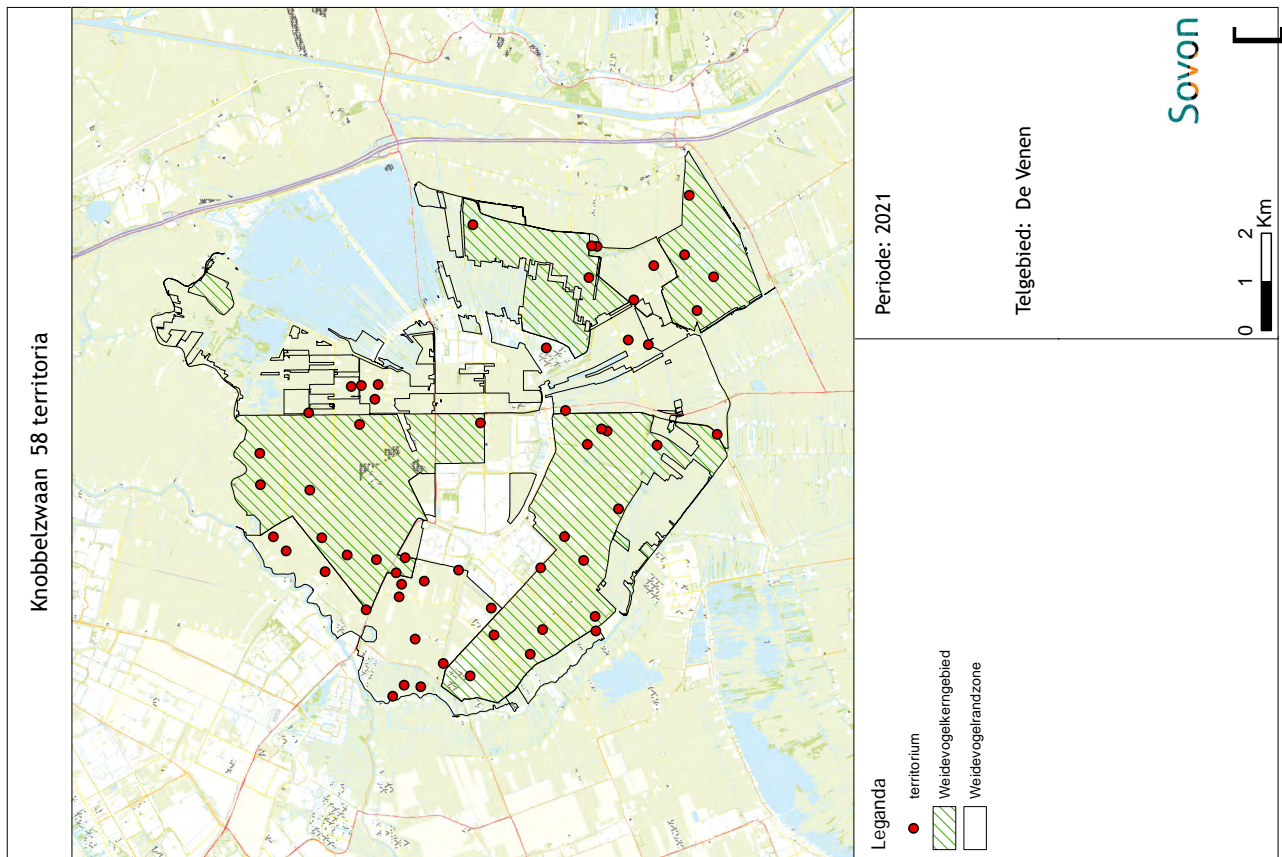 Knobbelzwaan 58 territoria
Leganda
territorium
Weidevogelkerngebied
Weidevogelrandzone
Periode: 2021
Telgebied: De Venen
0 1 2
Km
Sovon